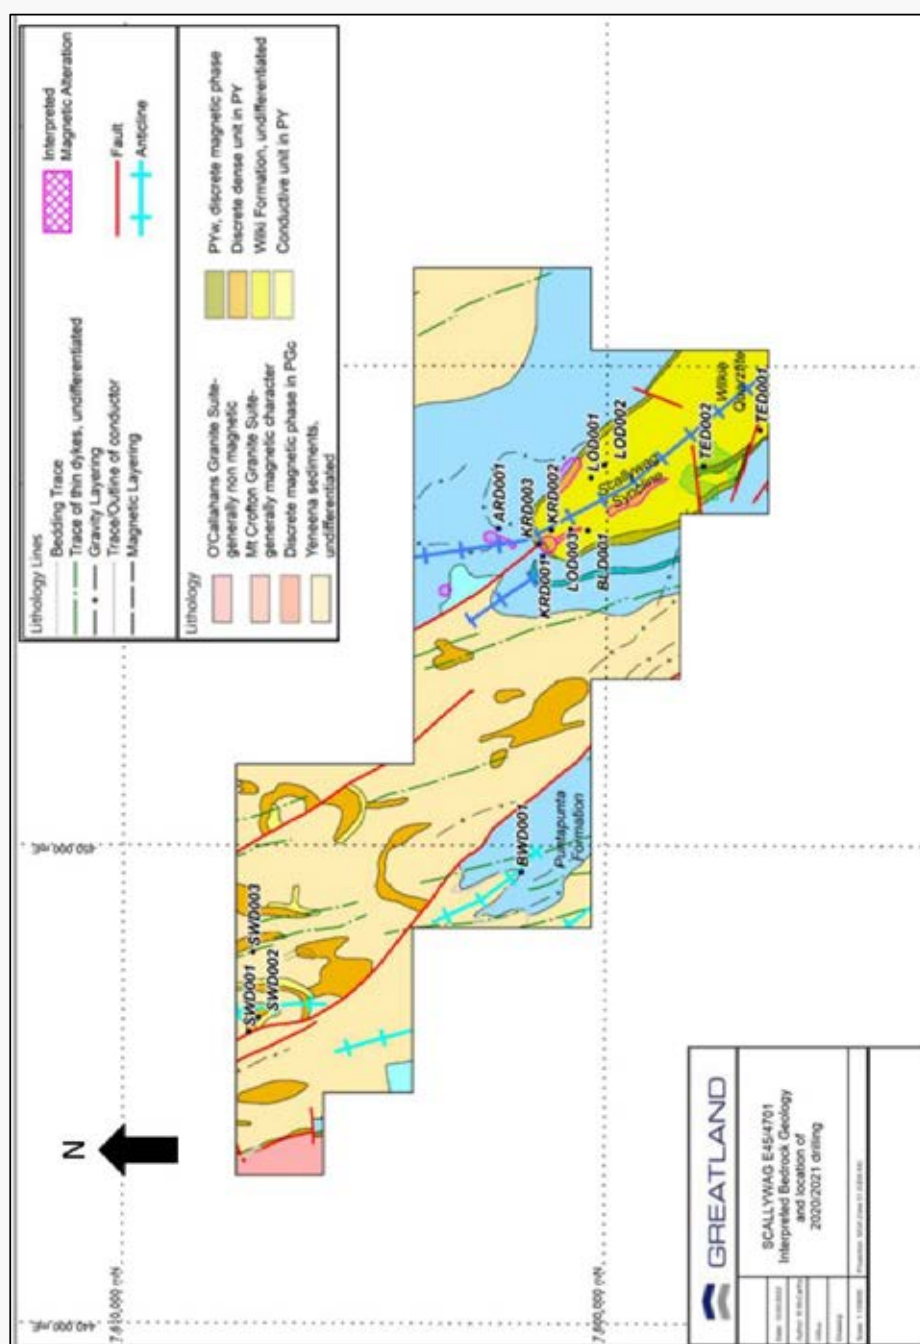 Lithology Lines
Bedding Trace
Trace of thin dykes, undifferentiated
Gravity Layering
Trace/Outline of conductor
Magnetic Layering
Interpreted
Magnetic Alteration
Fault
Anticline
Lithology
O'Callahans Granite Suite-
generally non magnetic
Mt Crofton Granite Suite-
generally magnetic character
Discrete magnetic phase in PGc
Yeneena sediments,
undifferentiated
PYw, discrete magnetic phase
Discrete dense unit in PY
Wilki Formation, undifferentiated
Conductive unit in PY
N
440,000 mE
450,000 mE
7,610,000 mN
7,600,000 mN
SWD001
SWD002
SWD003
BWD001
Puntapunta
Formation
ARD001
KRD003
KRD002
KRD001
LOD003
BLD001
LOD001
LOD002
Scallywag
Syncline
Wilkie
Quartzite
TED002
TED001
GREATLAND
SCALLYWAG E45/4701
Interpreted Bedrock Geology
and location of
2020/2021 drilling